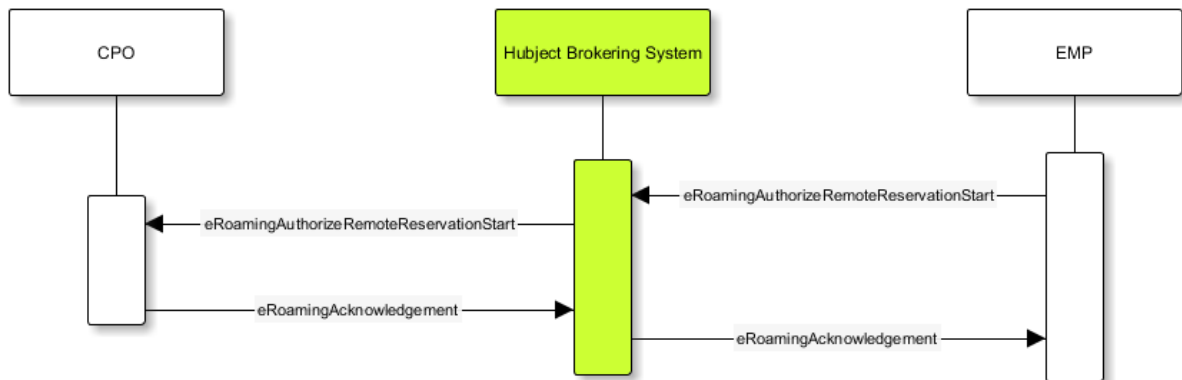 CPO
Hubject Brokering System
EMP
eRoamingAuthorizeRemoteReservationStart
eRoamingAuthorizeRemoteReservationStart
eRoamingAcknowledgement
eRoamingAcknowledgement